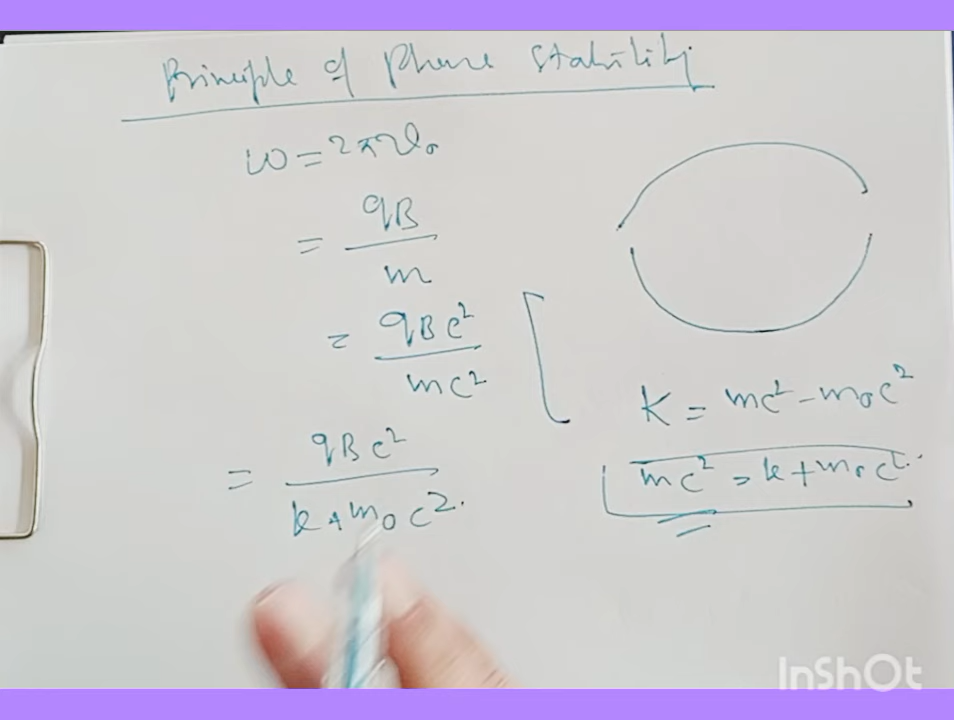 Principle of Phase Stability
ω = 2πν₀
= qB / m
= qBc² / mc²
K = mc² - m₀c²
mc² = k + m₀c².
= qBc² / k + m₀c².
InShOt